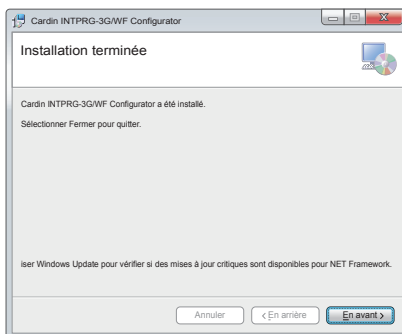 Cardin INTPRG-3G/WF Configurator
Installation terminée
Cardin INTPRG-3G/WF Configurator a été installé.
Sélectionner Fermer pour quitter.
iser Windows Update pour vérifier si des mises à jour critiques sont disponibles pour NET Framework.
Annuler
< En arrière
En avant >